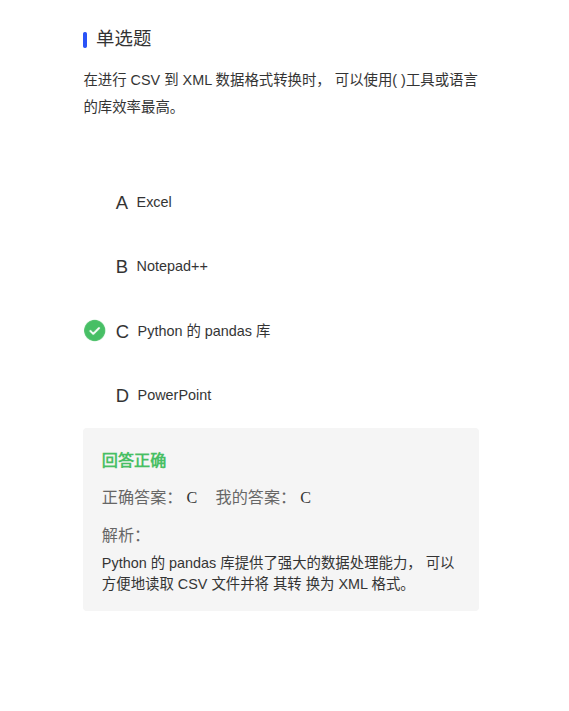 单选题
在进行 CSV 到 XML 数据格式转换时， 可以使用( )工具或语言
的库效率最高。
A Excel
B Notepad++
C Python 的 pandas 库
D PowerPoint
回答正确
正确答案： C 我的答案： C
解析：
Python 的 pandas 库提供了强大的数据处理能力， 可以
方便地读取 CSV 文件并将 其转 换为 XML 格式。